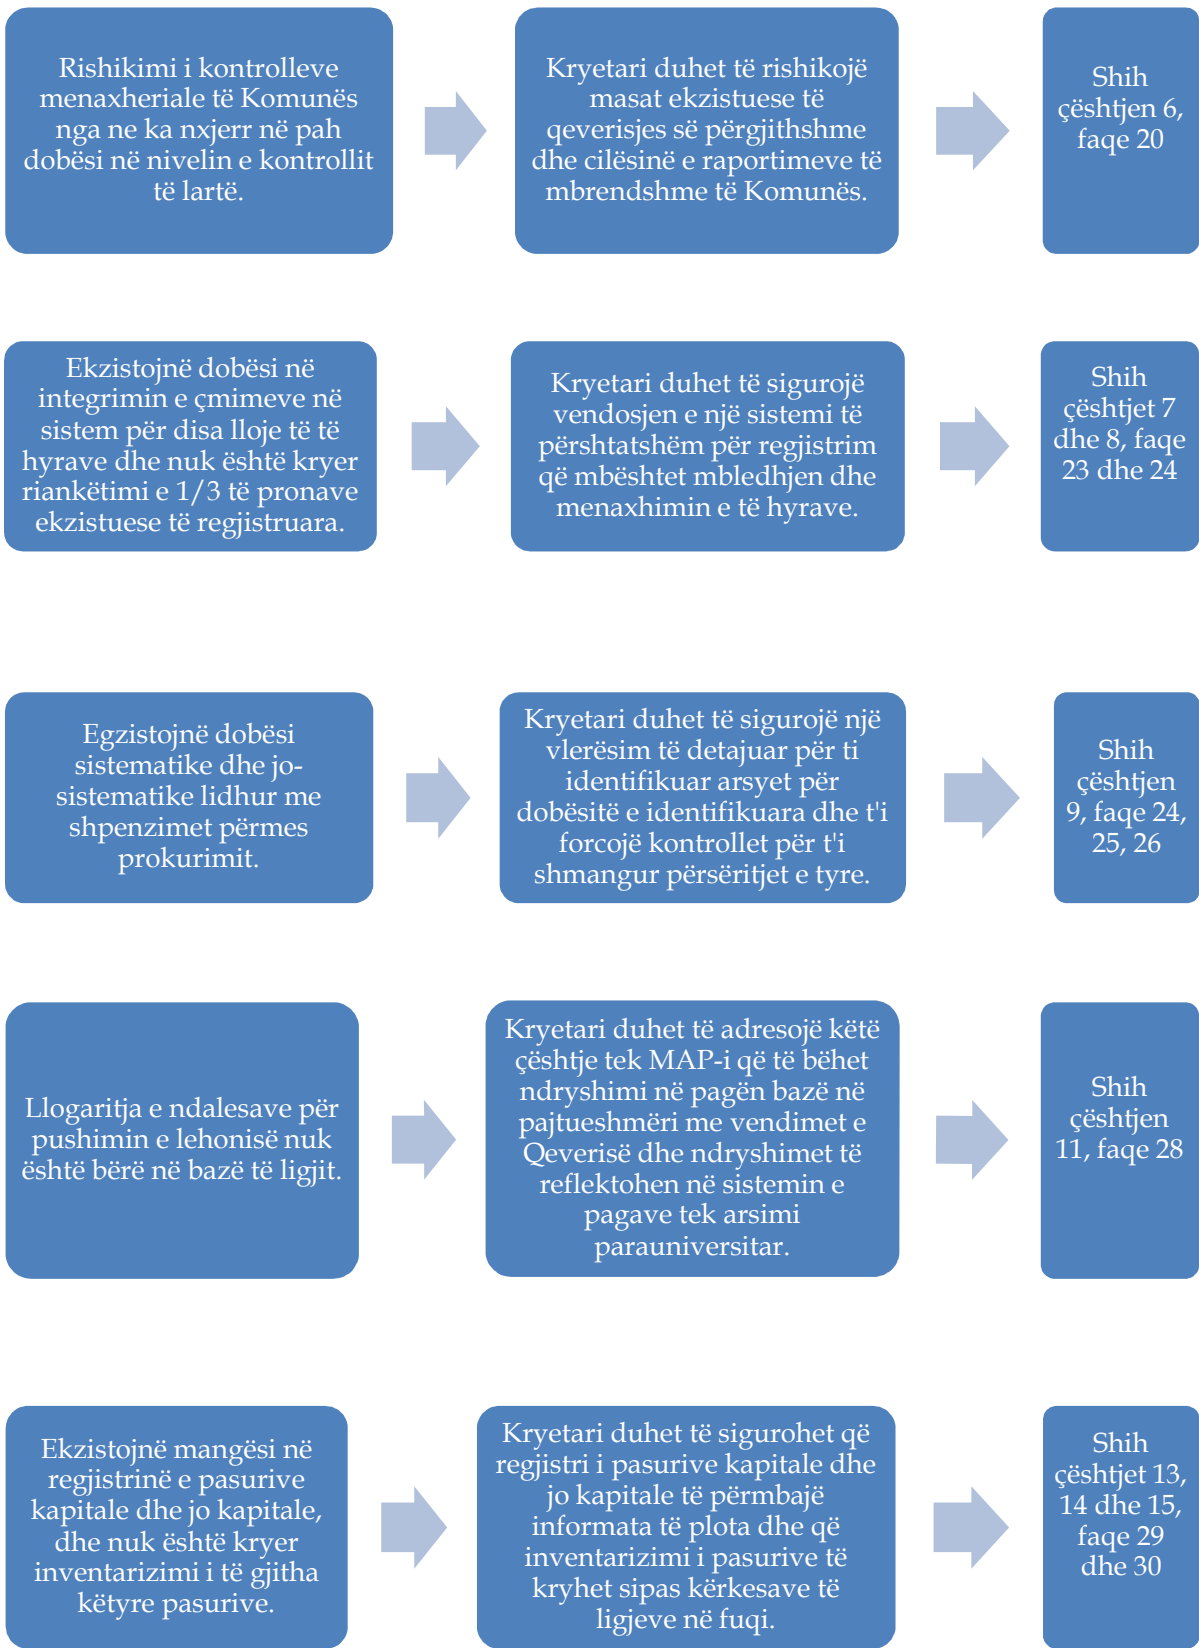 Rishikimi i kontrolleve
menaxheriale të Komunës
nga ne ka nxjerr në pah
dobësi në nivelin e kontrollit
të lartë.
Kryetari duhet të rishikojë
masat ekzistuese të
qeverisjes së përgjithshme
dhe cilësinë e raportimeve të
mbrendshme të Komunës.
Shih
çështjen 6,
faqe 20
Ekzistojnë dobësi në
integrimin e çmimeve në
sistem për disa lloje të të
hyrave dhe nuk është kryer
riankëtimi e 1/3 të pronave
ekzistuese të regjistruara.
Kryetari duhet të sigurojë
vendosjen e një sistemi të
përshtatshëm për regjistrim
që mbështet mbledhjen dhe
menaxhimin e të hyrave.
Shih
çështjet 7
dhe 8, faqe
23 dhe 24
Egzistojnë dobësi
sistematike dhe jo-
sistematike lidhur me
shpenzimet përmes
prokurimit.
Kryetari duhet të sigurojë një
vlerësim të detajuar për ti
identifikuar arsyet për
dobësitë e identifikuara dhe t'i
forcojë kontrollet për t'i
shmangur përsëritjet e tyre.
Shih
çështjen
9, faqe 24,
25, 26
Llogaritja e ndalesave për
pushimin e lehonisë nuk
është bërë në bazë të ligjit.
Kryetari duhet të adresojë këtë
çështje tek MAP-i që të bëhet
ndryshimi në pagën bazë në
pajtueshmëri me vendimet e
Qeverisë dhe ndryshimet të
reflektohen në sistemin e
pagave tek arsimi
parauniversitar.
Shih
çështjen
11, faqe 28
Ekzistojnë mangësi në
regjistrinë e pasurive
kapitale dhe jo kapitale,
dhe nuk është kryer
inventarizimi i të gjitha
këtyre pasurive.
Kryetari duhet të sigurohet që
regjistri i pasurive kapitale dhe
jo kapitale të përmbajë
informata të plota dhe që
inventarizimi i pasurive të
kryhet sipas kërkesave të
ligjeve në fuqi.
Shih
çështjet 13,
14 dhe 15,
faqe 29
dhe 30